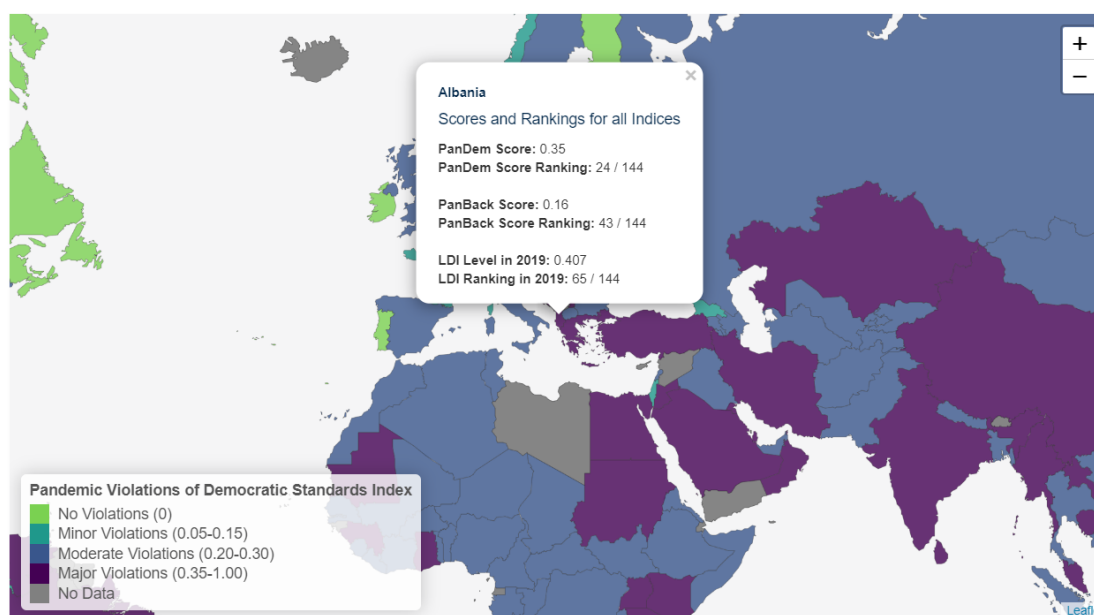 +
−
×
Albania
Scores and Rankings for all Indices
PanDem Score: 0.35
PanDem Score Ranking: 24 / 144
PanBack Score: 0.16
PanBack Score Ranking: 43 / 144
LDI Level in 2019: 0.407
LDI Ranking in 2019: 65 / 144
Pandemic Violations of Democratic Standards Index
No Violations (0)
Minor Violations (0.05-0.15)
Moderate Violations (0.20-0.30)
Major Violations (0.35-1.00)
No Data
Leafl